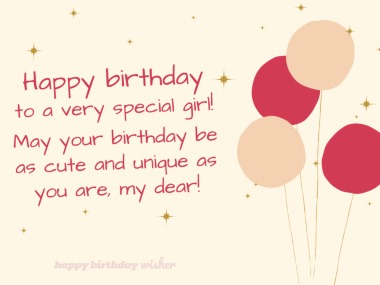 Happy birthday
to a very special girl!
May your birthday be
as cute and unique as
you are, my dear!
happy birthday wisher